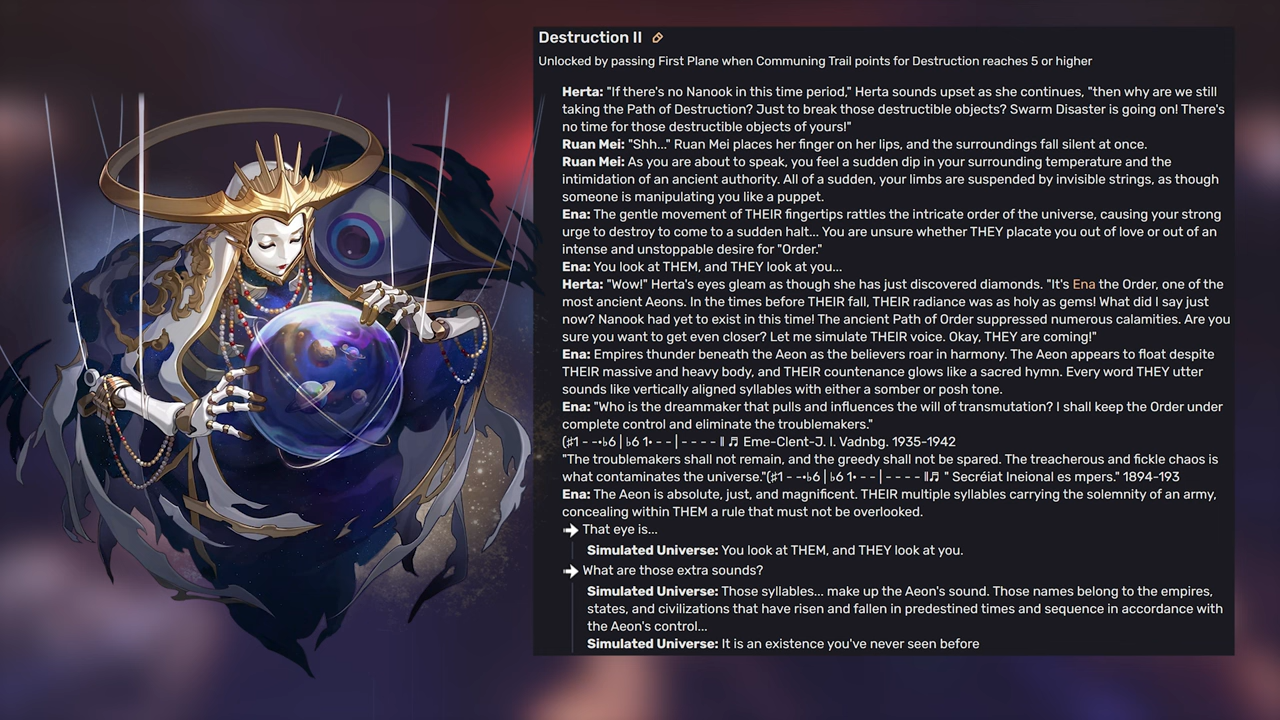 Destruction II
Unlocked by passing First Plane when Communing Trail points for Destruction reaches 5 or higher
Herta: "If there's no Nanook in this time period," Herta sounds upset as she continues, "then why are we still
taking the Path of Destruction? Just to break those destructible objects? Swarm Disaster is going on! There's
no time for those destructible objects of yours!"
Ruan Mei: "Shh..." Ruan Mei places her finger on her lips, and the surroundings fall silent at once.
Ruan Mei: As you are about to speak, you feel a sudden dip in your surrounding temperature and the
intimidation of an ancient authority. All of a sudden, your limbs are suspended by invisible strings, as though
someone is manipulating you like a puppet.
Ena: The gentle movement of THEIR fingertips rattles the intricate order of the universe, causing your strong
urge to destroy to come to a sudden halt... You are unsure whether THEY placate you out of love or out of an
intense and unstoppable desire for "Order."
Ena: You look at THEM, and THEY look at you...
Herta: "Wow!" Herta's eyes gleam as though she has just discovered diamonds. "It's Ena the Order, one of the
most ancient Aeons. In the times before THEIR fall, THEIR radiance was as holy as gems! What did I say just
now? Nanook had yet to exist in this time! The ancient Path of Order suppressed numerous calamities. Are you
sure you want to get even closer? Let me simulate THEIR voice. Okay, THEY are coming!"
Ena: Empires thunder beneath the Aeon as the believers roar in harmony. The Aeon appears to float despite
THEIR massive and heavy body, and THEIR countenance glows like a sacred hymn. Every word THEY utter
sounds like vertically aligned syllables with either a somber or posh tone.
Ena: "Who is the dreammaker that pulls and influences the will of transmutation? I shall keep the Order under
complete control and eliminate the troublemakers."
(♯1 - -•♭6 | ♭6 1• - - | - - - - ‖ ♬ Eme-Clent-J. I. Vadnbg. 1935-1942
"The troublemakers shall not remain, and the greedy shall not be spared. The treacherous and fickle chaos is
what contaminates the universe."(♯1 - -•♭6 | ♭6 1• - - | - - - - ‖♬ " Secréiat Ineional es mpers." 1894-193
Ena: The Aeon is absolute, just, and magnificent. THEIR multiple syllables carrying the solemnity of an army,
concealing within THEM a rule that must not be overlooked.
That eye is...
Simulated Universe: You look at THEM, and THEY look at you.
What are those extra sounds?
Simulated Universe: Those syllables... make up the Aeon's sound. Those names belong to the empires,
states, and civilizations that have risen and fallen in predestined times and sequence in accordance with
the Aeon's control...
Simulated Universe: It is an existence you've never seen before